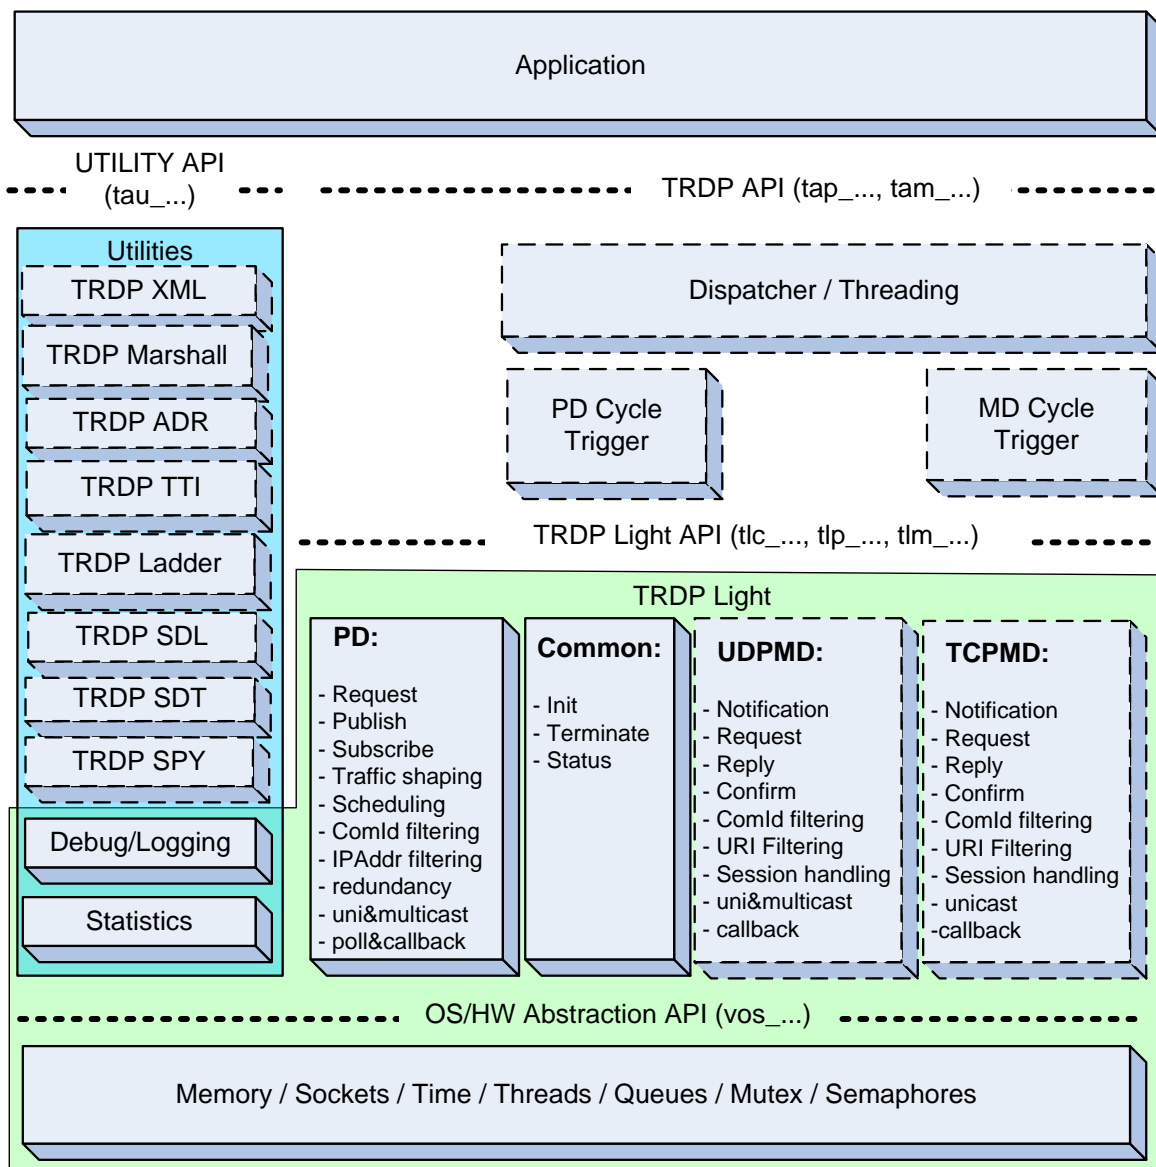 Application
UTILITY API
(tau_...)
TRDP API (tap_..., tam_...)
Utilities
TRDP XML
TRDP Marshall
TRDP ADR
TRDP TTI
TRDP Ladder
TRDP SDL
TRDP SDT
TRDP SPY
Debug/Logging
Statistics
Dispatcher / Threading
PD Cycle
Trigger
MD Cycle
Trigger
TRDP Light API (tlc_..., tlp_..., tlm_...)
TRDP Light
PD:
- Request
- Publish
- Subscribe
- Traffic shaping
- Scheduling
- ComId filtering
- IPAddr filtering
- redundancy
- uni&multicast
- poll&callback
Common:
- Init
- Terminate
- Status
UDPMD:
- Notification
- Request
- Reply
- Confirm
- ComId filtering
- URI Filtering
- Session handling
- uni&multicast
- callback
TCPMD:
- Notification
- Request
- Reply
- Confirm
- ComId filtering
- URI Filtering
- Session handling
- unicast
-callback
OS/HW Abstraction API (vos_...)
Memory / Sockets / Time / Threads / Queues / Mutex / Semaphores